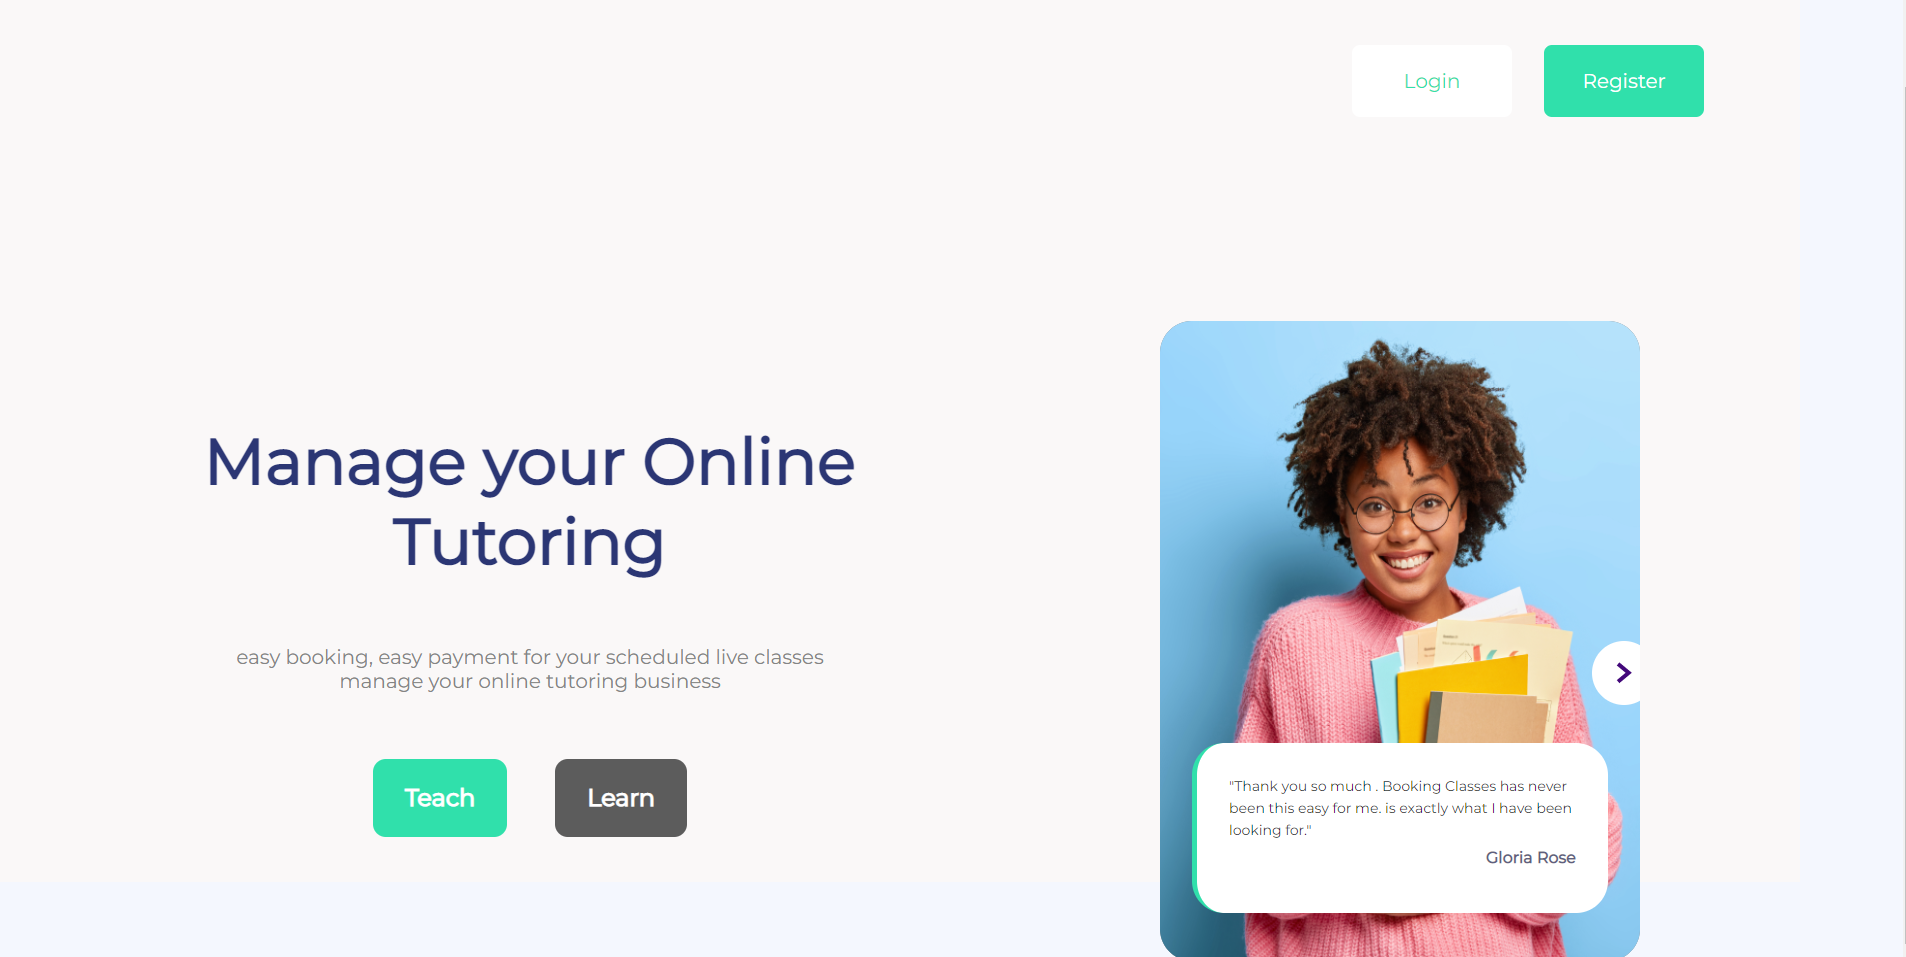 Login
Register
Manage your Online
Tutoring
easy booking, easy payment for your scheduled live classes
manage your online tutoring business
Teach
Learn
"Thank you so much . Booking Classes has never
been this easy for me. is exactly what I have been
looking for."
Gloria Rose